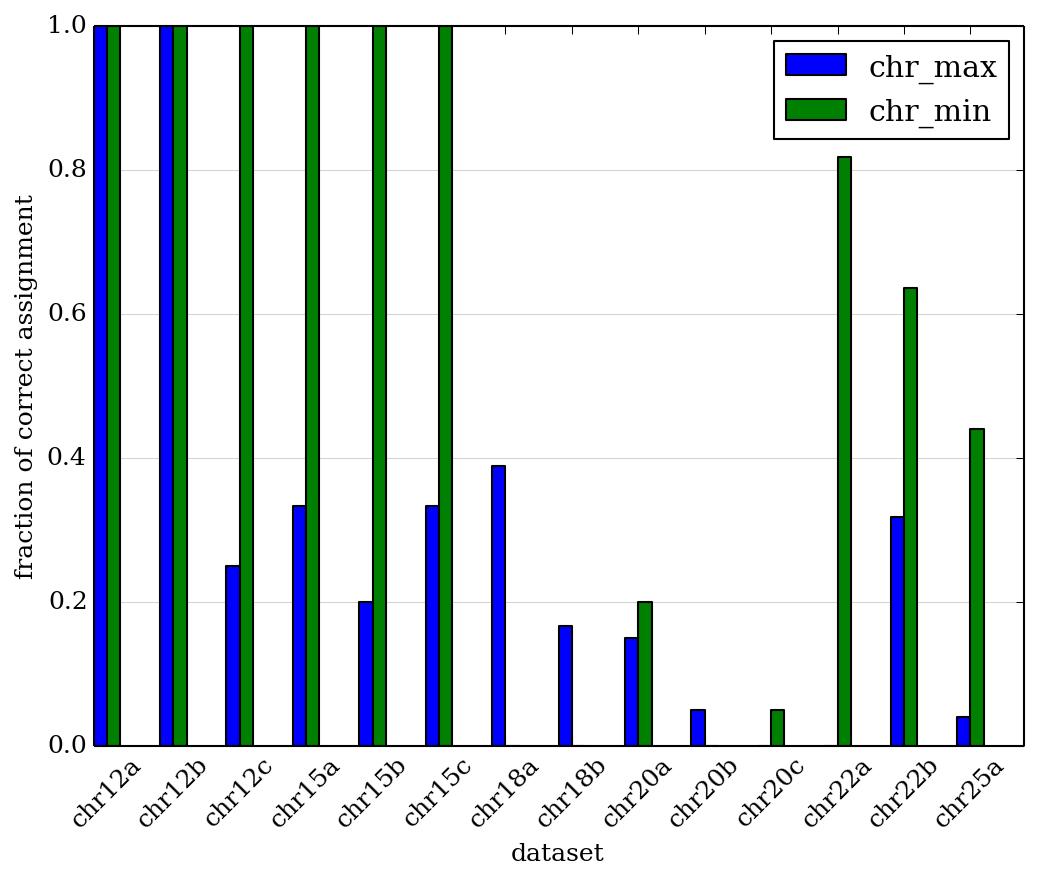 1.0
0.8
0.6
0.4
0.2
0.0
fraction of correct assignment
chr_max
chr_min
chr12a
chr12b
chr12c
chr15a
chr15b
chr15c
chr18a
chr18b
chr20a
chr20b
chr20c
chr22a
chr22b
chr25a
dataset